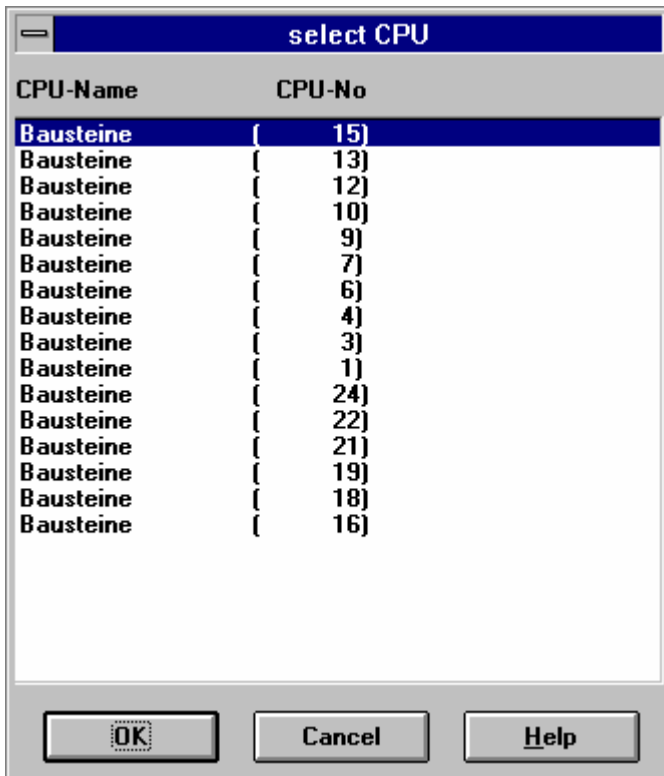 select CPU
CPU-Name CPU-No
Bausteine ( 15)
Bausteine ( 13)
Bausteine ( 12)
Bausteine ( 10)
Bausteine ( 9)
Bausteine ( 7)
Bausteine ( 6)
Bausteine ( 4)
Bausteine ( 3)
Bausteine ( 1)
Bausteine ( 24)
Bausteine ( 22)
Bausteine ( 21)
Bausteine ( 19)
Bausteine ( 18)
Bausteine ( 16)
OK Cancel Help